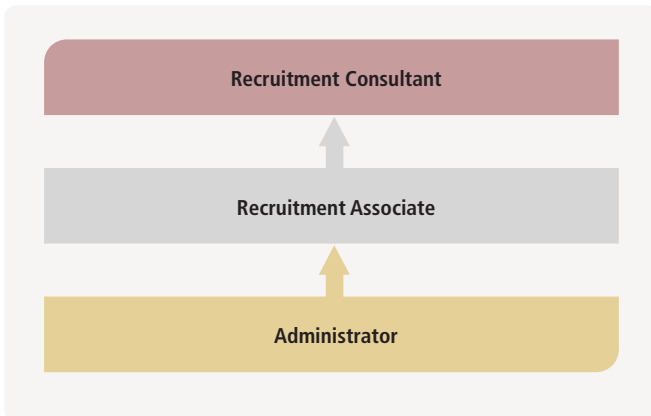 Recruitment Consultant
Recruitment Associate
Administrator